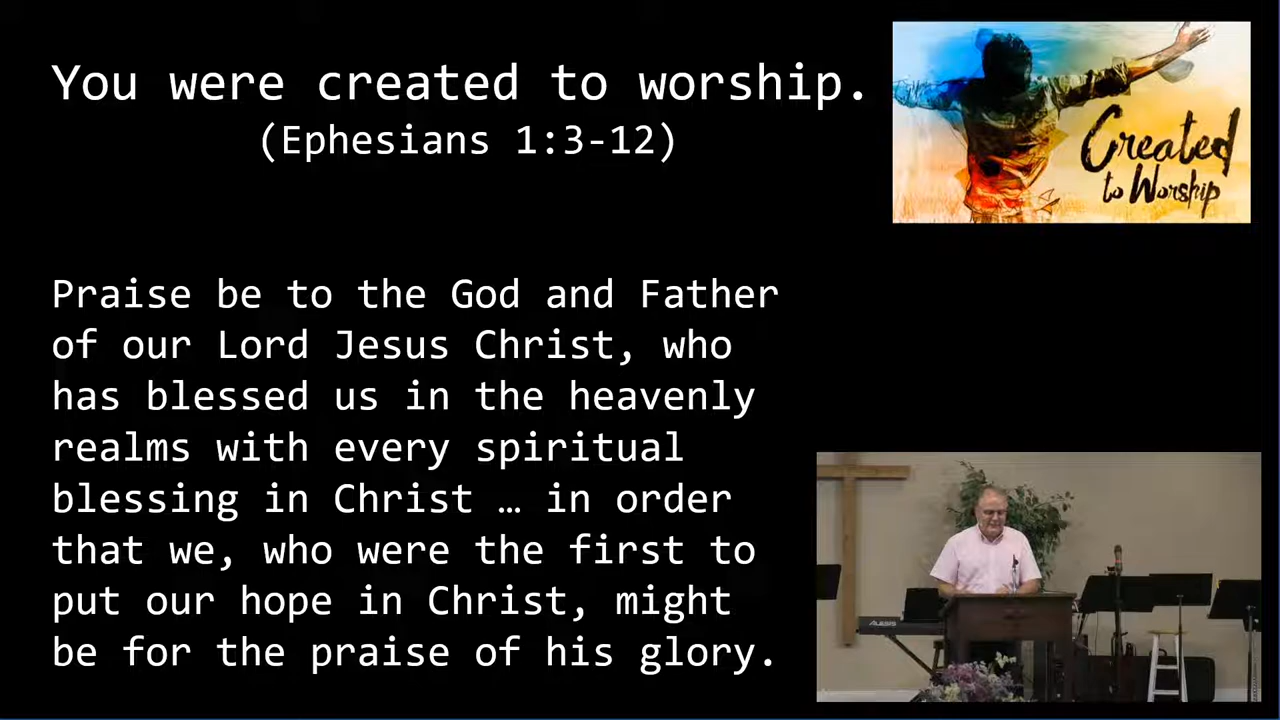 You were created to worship.
(Ephesians 1:3-12)
Created
to Worship
Praise be to the God and Father
of our Lord Jesus Christ, who
has blessed us in the heavenly
realms with every spiritual
blessing in Christ … in order
that we, who were the first to
put our hope in Christ, might
be for the praise of his glory.
ALESIS